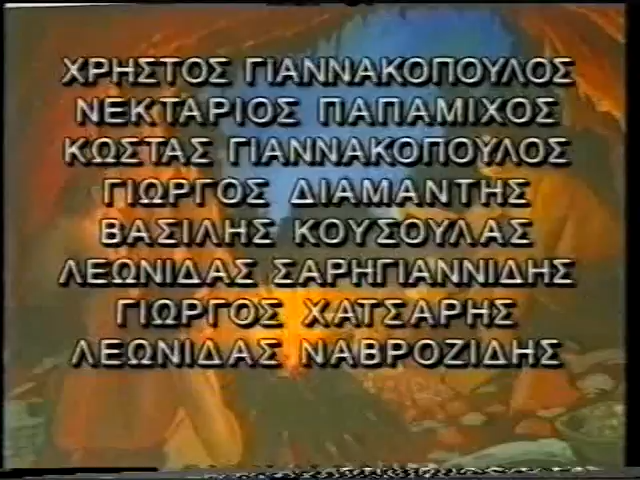 ΧΡΗΣΤΟΣ ΓΙΑΝΝΑΚΟΠΟΥΛΟΣ
ΝΕΚΤΑΡΙΟΣ ΠΑΠΑΜΙΧΟΣ
ΚΩΣΤΑΣ ΓΙΑΝΝΑΚΟΠΟΥΛΟΣ
ΓΙΩΡΓΟΣ ΔΙΑΜΑΝΤΗΣ
ΒΑΣΙΛΗΣ ΚΟΥΣΟΥΛΑΣ
ΛΕΩΝΙΔΑΣ ΣΑΡΗΓΙΑΝΝΙΔΗΣ
ΓΙΩΡΓΟΣ ΧΑΤΣΑΡΗΣ
ΛΕΩΝΙΔΑΣ ΝΑΒΡΟΖΙΔΗΣ